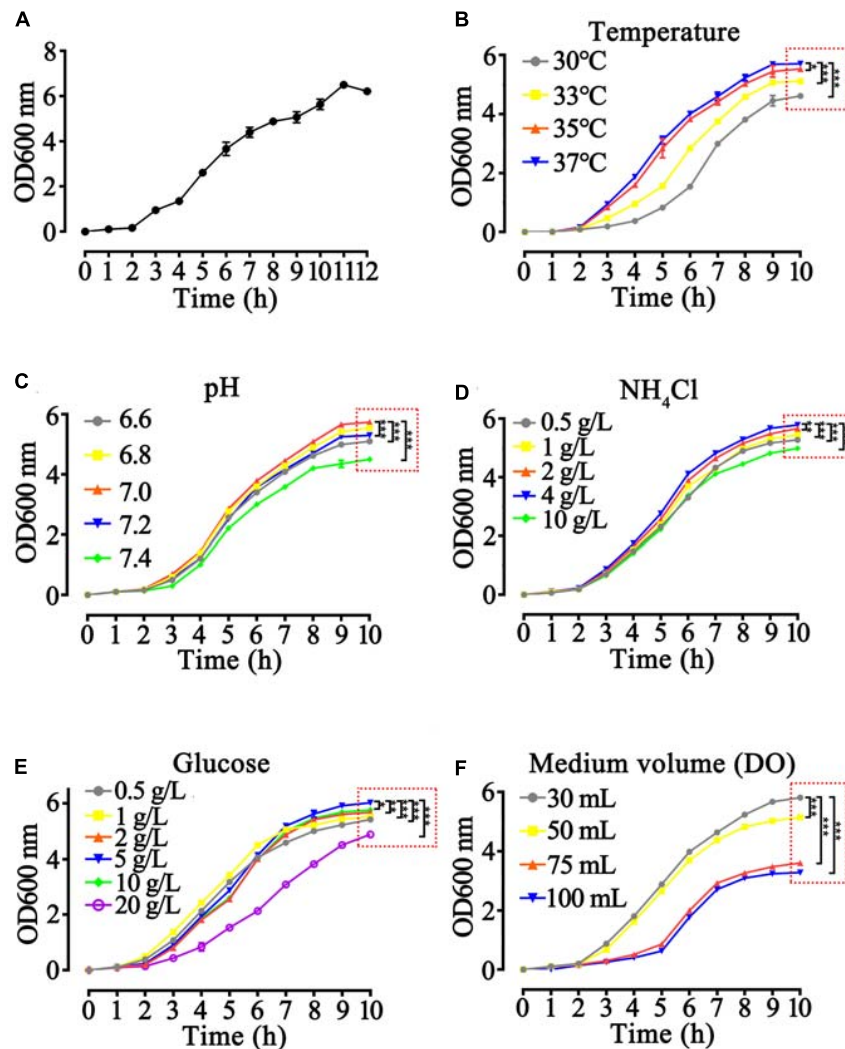 A
OD600 nm
8
6
4
2
0
0 1 2 3 4 5 6 7 8 9 10 11 12
Time (h)
B
Temperature
OD600 nm
6
4
2
0
30°C
33°C
35°C
37°C
*
***
***
0 1 2 3 4 5 6 7 8 9 10
Time (h)
C
pH
OD600 nm
6
4
2
0
6.6
6.8
7.0
7.2
7.4
***
***
***
0 1 2 3 4 5 6 7 8 9 10
Time (h)
D
NH4Cl
OD600 nm
6
4
2
0
0.5 g/L
1 g/L
2 g/L
4 g/L
10 g/L
0 1 2 3 4 5 6 7 8 9 10
Time (h)
E
Glucose
OD600 nm
6
4
2
0
0.5 g/L
1 g/L
2 g/L
5 g/L
10 g/L
20 g/L
0 1 2 3 4 5 6 7 8 9 10
Time (h)
F
Medium volume (DO)
OD600 nm
6
4
2
0
30 mL
50 mL
75 mL
100 mL
***
***
***
0 1 2 3 4 5 6 7 8 9 10
Time (h)